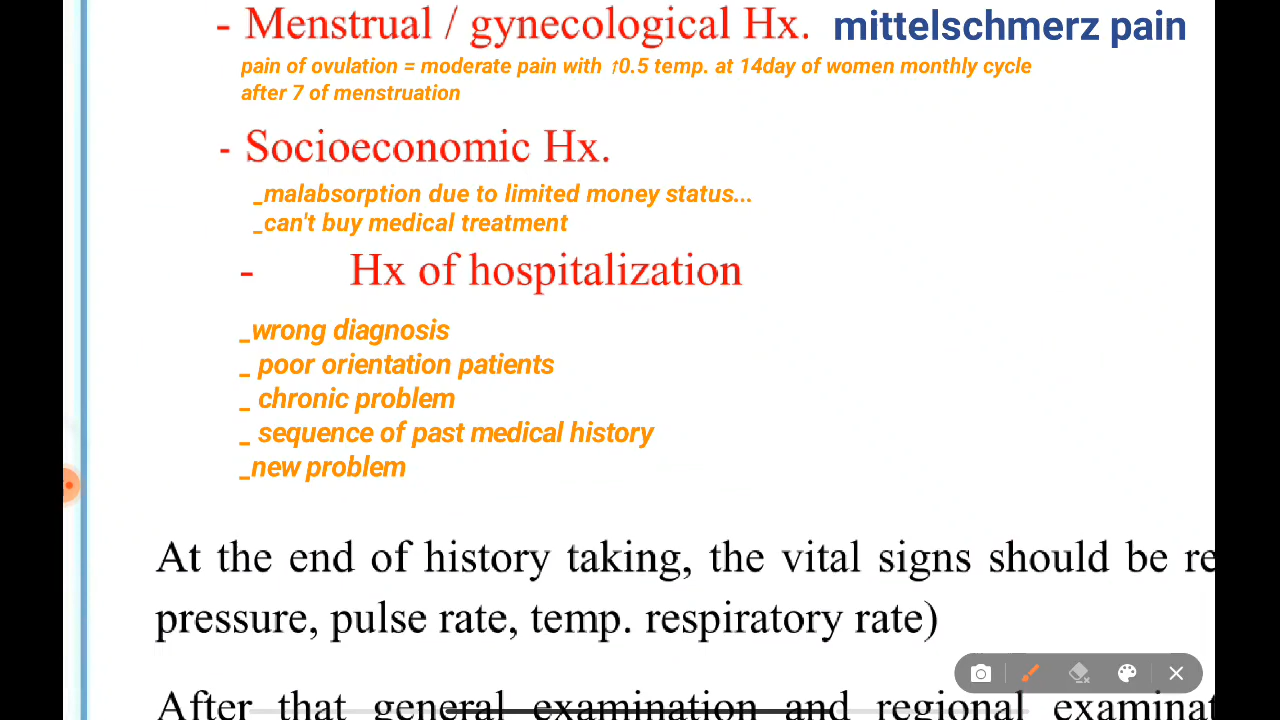 - Menstrual / gynecological Hx. mittelschmerz pain
pain of ovulation = moderate pain with ↑0.5 temp. at 14day of women monthly cycle
after 7 of menstruation
- Socioeconomic Hx.
_malabsorption due to limited money status...
_can't buy medical treatment
- Hx of hospitalization
_wrong diagnosis
_ poor orientation patients
_ chronic problem
_ sequence of past medical history
_new problem
At the end of history taking, the vital signs should be re
pressure, pulse rate, temp. respiratory rate)
After that general examination and regional examinat